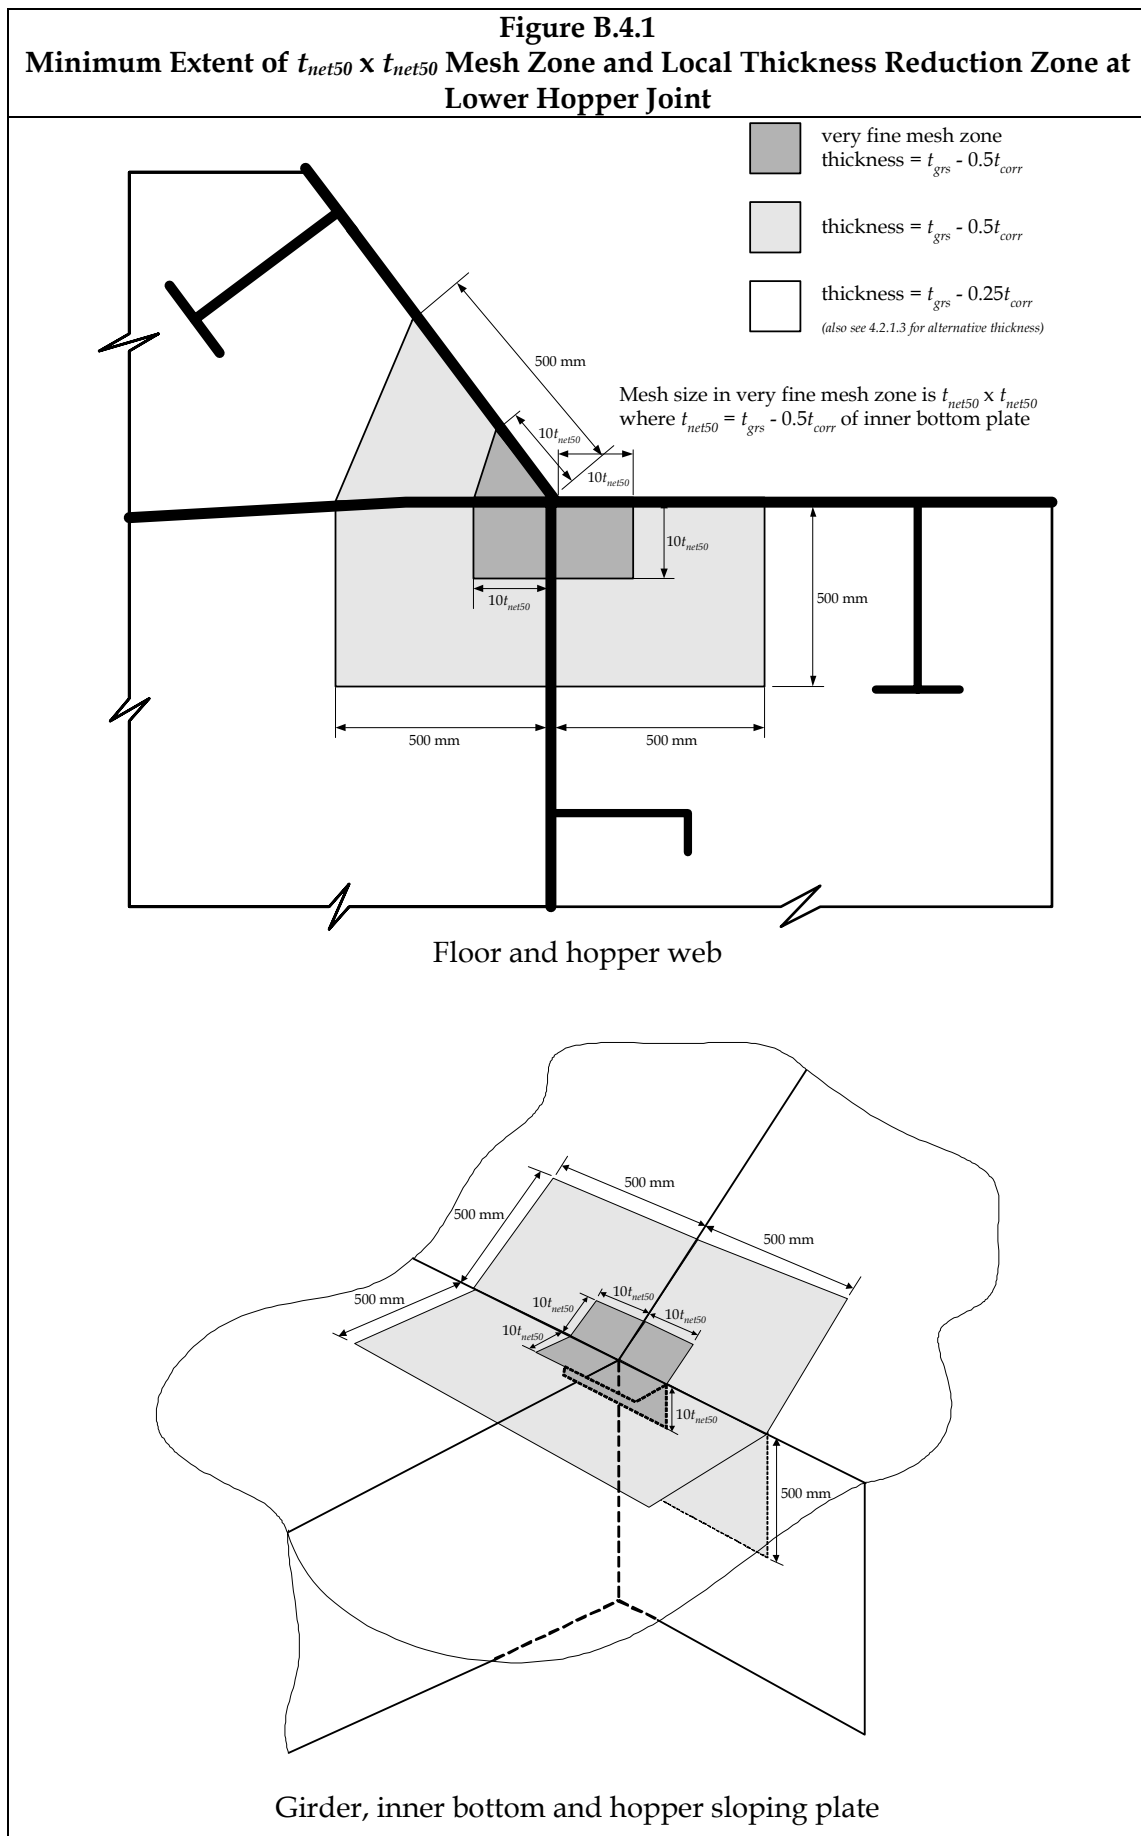 Figure B.4.1
Minimum Extent of tnet50 x tnet50 Mesh Zone and Local Thickness Reduction Zone at
Lower Hopper Joint
very fine mesh zone
thickness = tgrs - 0.5tcorr
thickness = tgrs - 0.5tcorr
thickness = tgrs - 0.25tcorr
(also see 4.2.1.3 for alternative thickness)
500 mm
Mesh size in very fine mesh zone is tnet50 x tnet50
where tnet50 = tgrs - 0.5tcorr of inner bottom plate
10tnet50
10tnet50
10tnet50
10tnet50
500 mm
500 mm
500 mm
Floor and hopper web
500 mm
500 mm
500 mm
500 mm
10tnet50
10tnet50
10tnet50
10tnet50
10tnet50
500 mm
Girder, inner bottom and hopper sloping plate